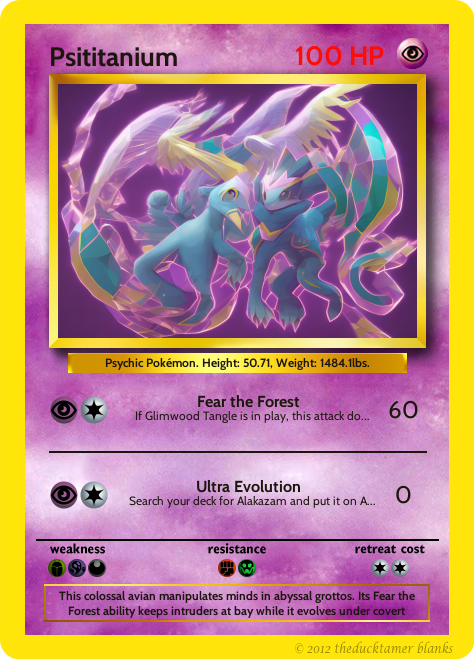 Psititanium 100 HP
Psychic Pokémon. Height: 50.71, Weight: 1484.1lbs.
Fear the Forest
If Glimwood Tangle is in play, this attack do... 60
Ultra Evolution
Search your deck for Alakazam and put it on A... 0
weakness resistance retreat cost
This colossal avian manipulates minds in abyssal grottos. Its Fear the
Forest ability keeps intruders at bay while it evolves under covert
© 2012 theducktamer blanks